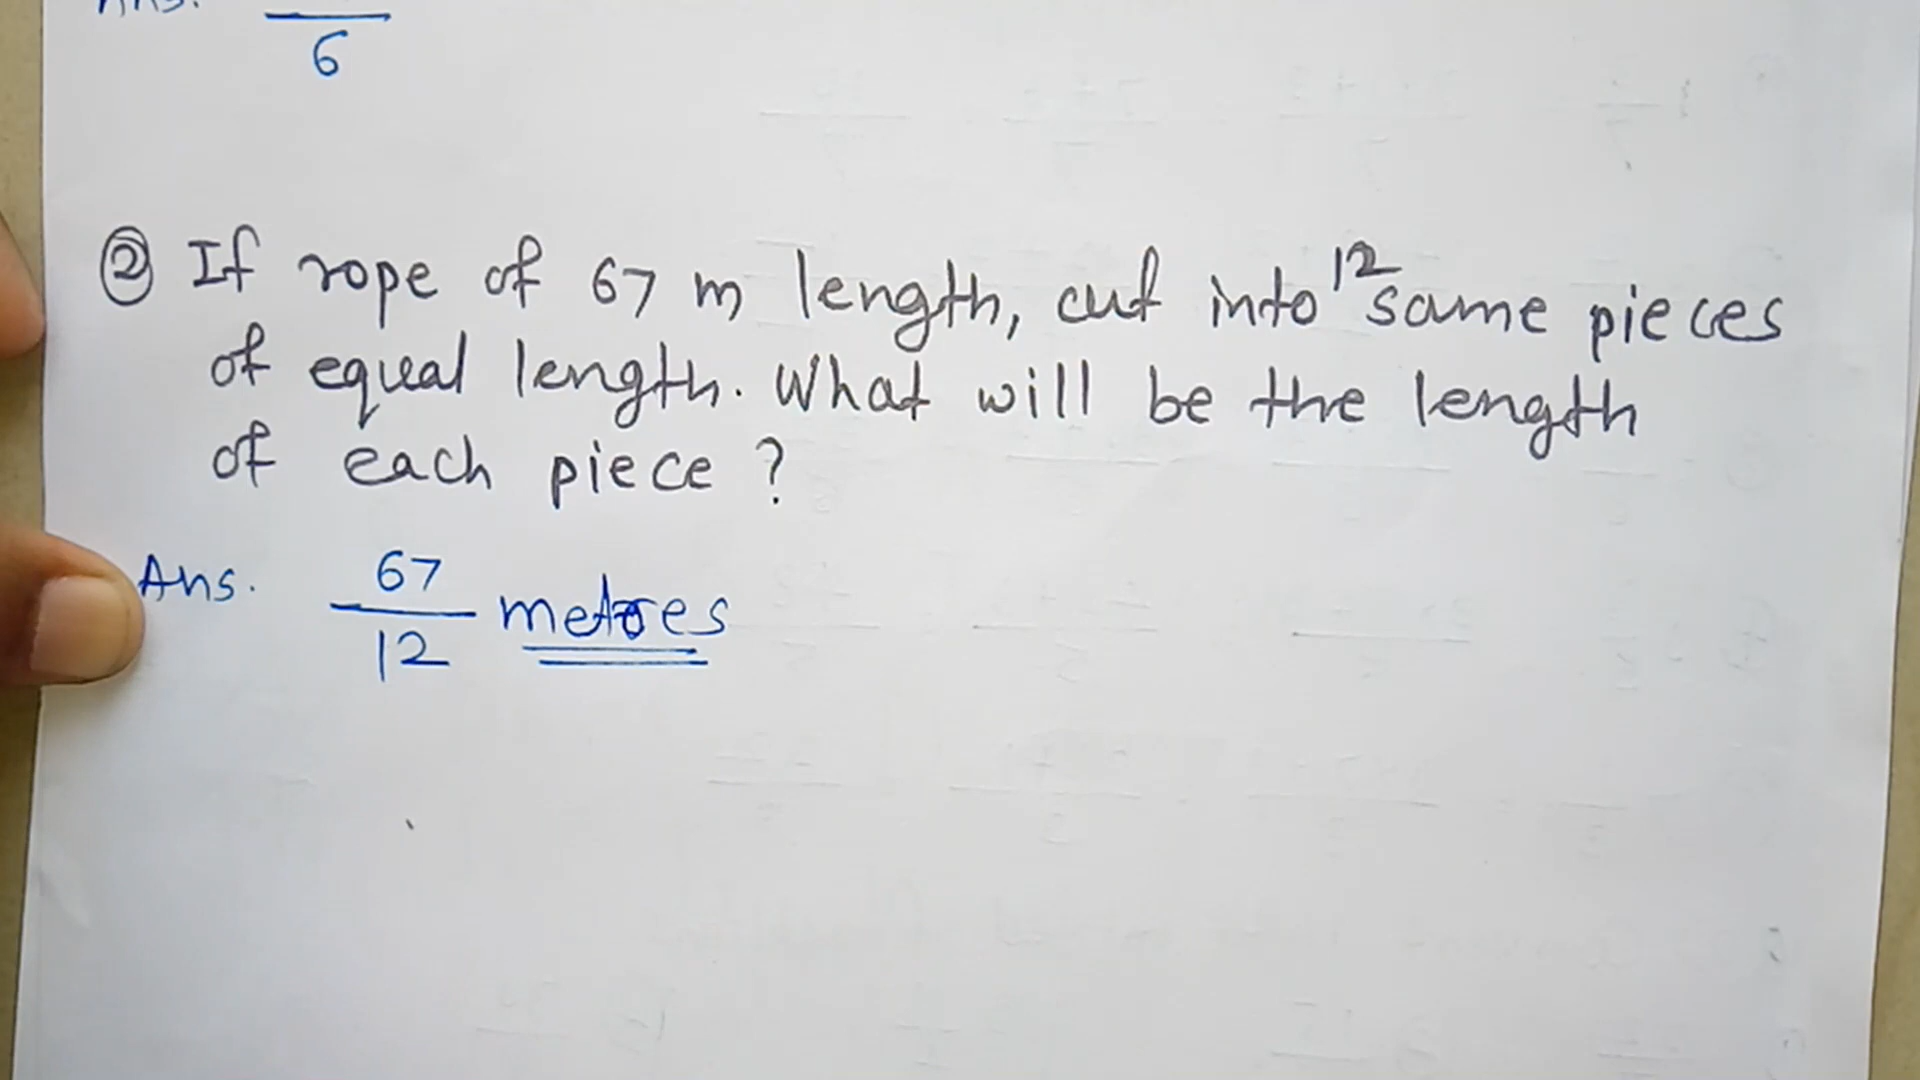 Ans.
6
② If rope of 67 m length, cut into 12 same pieces
of equal length. What will be the length
of each piece ?
Ans. 67
12 metres